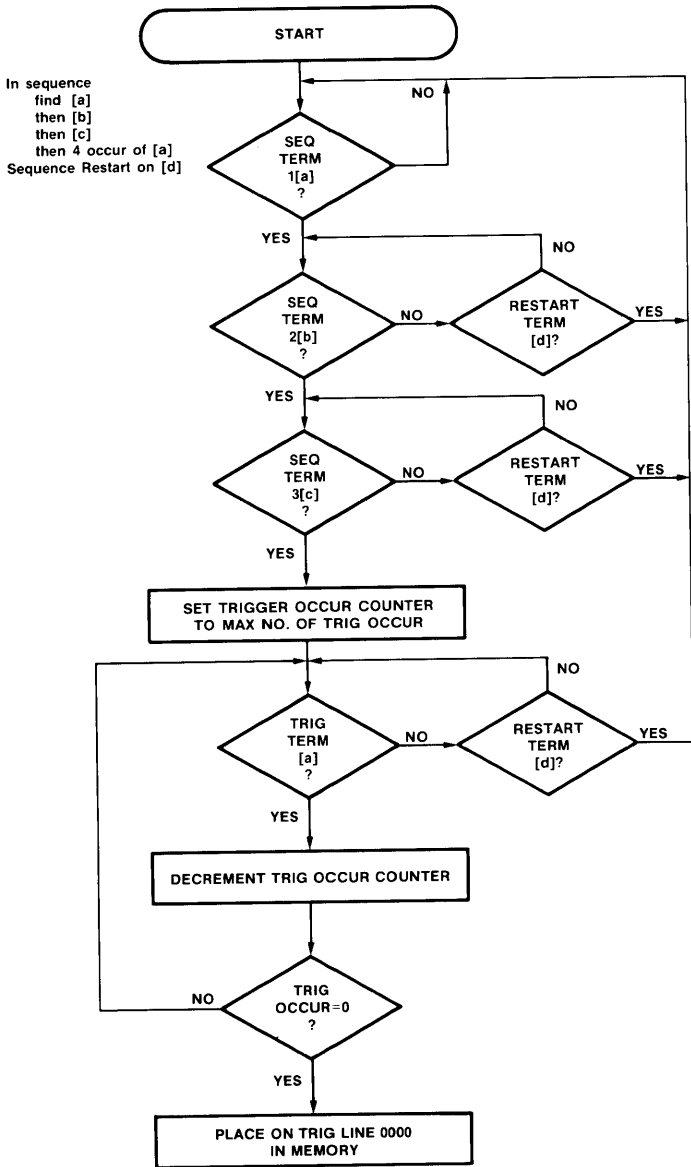 START
In sequence
find [a]
then [b]
then [c]
then 4 occur of [a]
Sequence Restart on [d]
NO
SEQ
TERM
1[a]
?
YES
NO
SEQ
TERM
2[b]
?
NO
RESTART
TERM
[d]?
YES
YES
NO
SEQ
TERM
3[c]
?
NO
RESTART
TERM
[d]?
YES
YES
SET TRIGGER OCCUR COUNTER
TO MAX NO. OF TRIG OCCUR
NO
TRIG
TERM
[a]
?
NO
RESTART
TERM
[d]?
YES
YES
DECREMENT TRIG OCCUR COUNTER
NO
TRIG
OCCUR=0
?
YES
PLACE ON TRIG LINE 0000
IN MEMORY